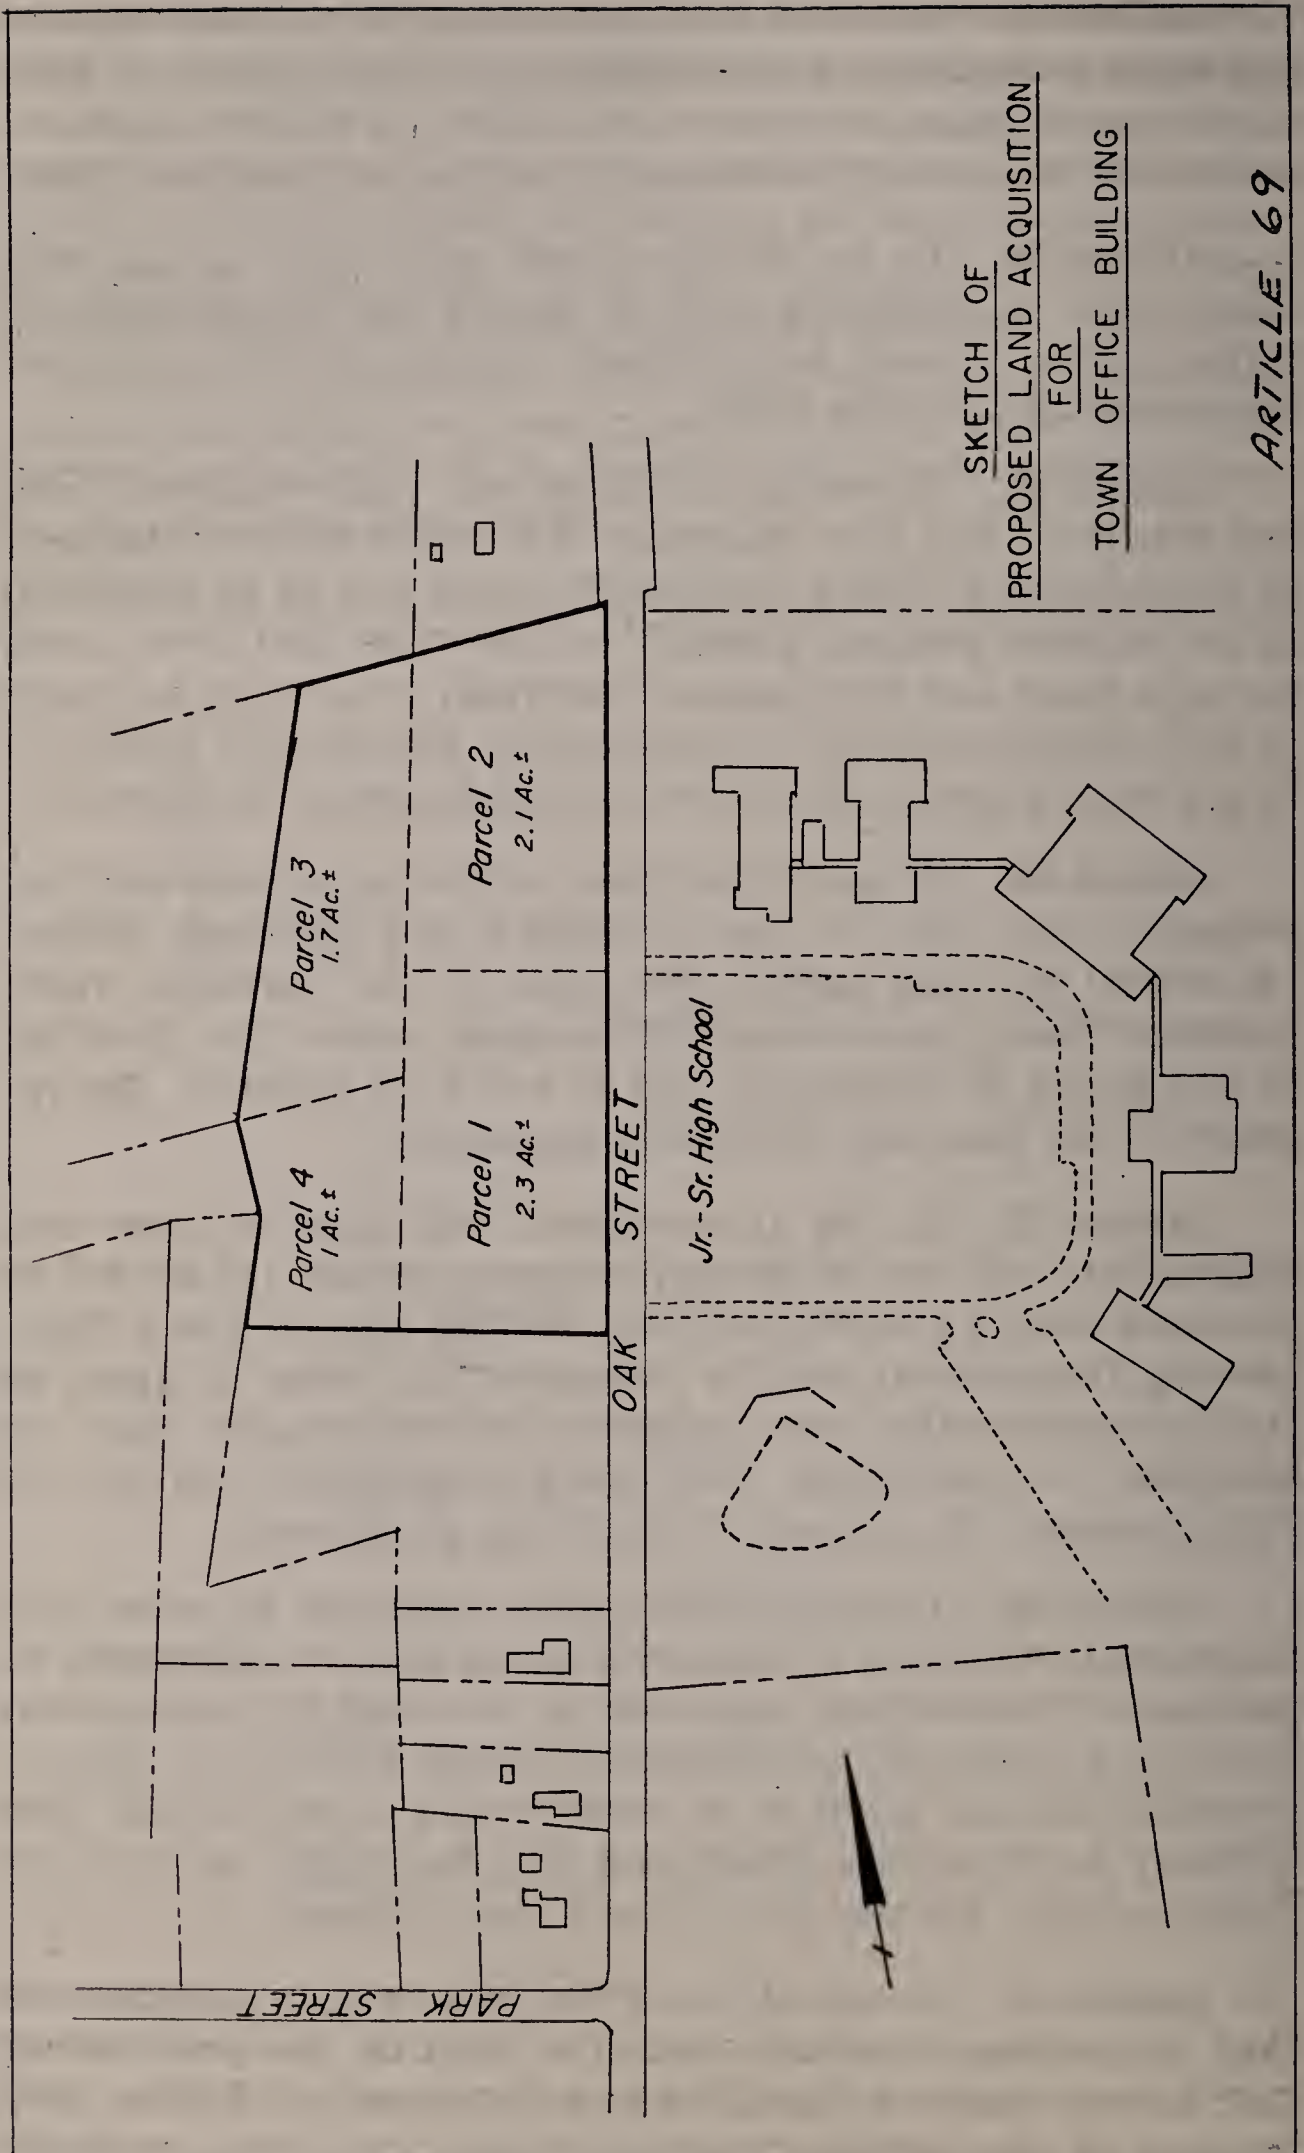 Parcel 4
1 Ac.±
Parcel 3
1.7 Ac.±
Parcel 1
2.3 Ac.±
Parcel 2
2.1 Ac.±
PARK STREET
OAK STREET
Jr.-Sr. High School
SKETCH OF
PROPOSED LAND ACQUISITION
FOR
TOWN OFFICE BUILDING
ARTICLE. 69